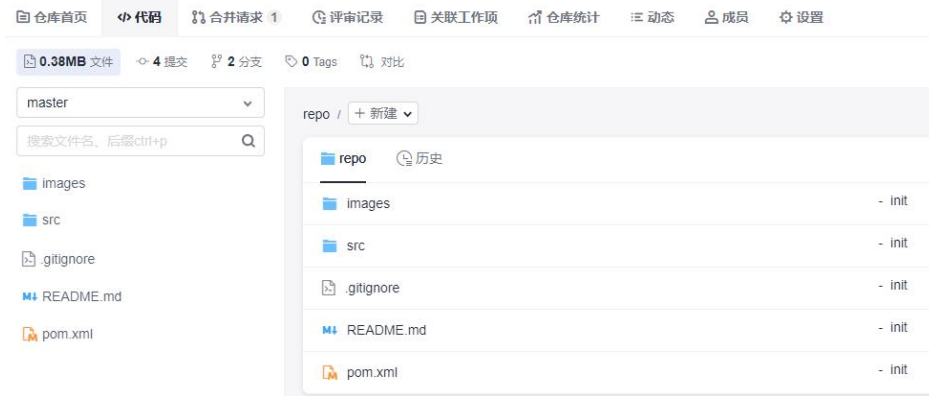 仓库首页 代码 合并请求 1 评审记录 关联工作项 仓库统计 动态 成员 设置
0.38MB 文件 4 提交 2 分支 0 Tags 对比
master
搜索文件名、后缀ctrl+p
images
src
.gitignore
README.md
pom.xml
repo / + 新建
repo 历史
images - init
src - init
.gitignore - init
README.md - init
pom.xml - init